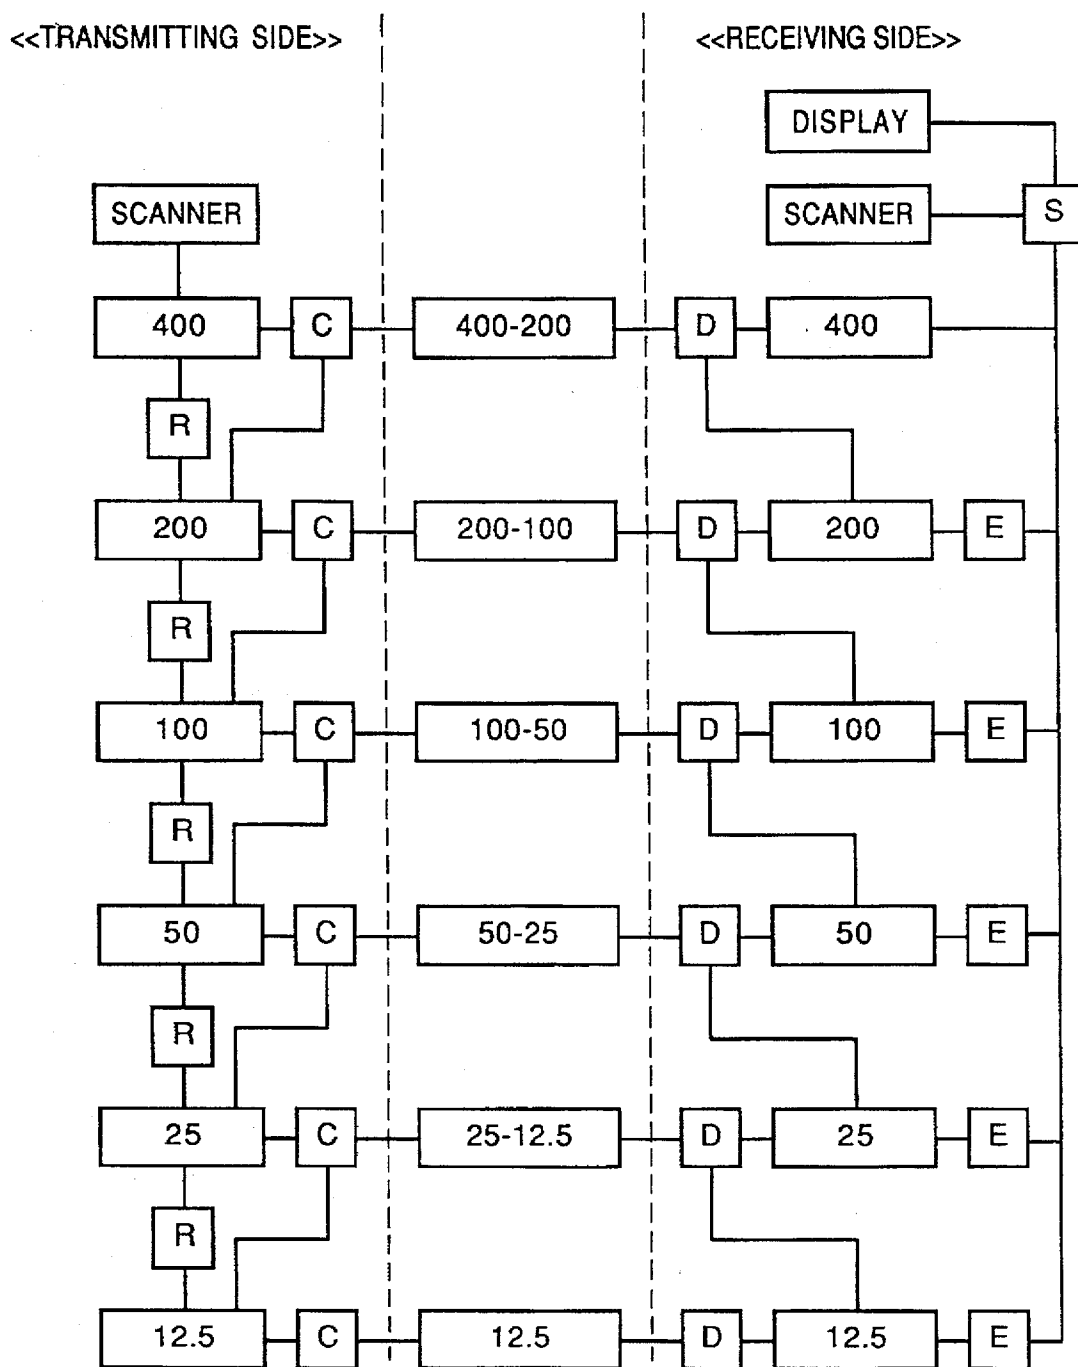 <<TRANSMITTING SIDE>> <<RECEIVING SIDE>>
DISPLAY
SCANNER SCANNER S
400 C 400-200 D 400
R
200 C 200-100 D 200 E
R
100 C 100-50 D 100 E
R
50 C 50-25 D 50 E
R
25 C 25-12.5 D 25 E
R
12.5 C 12.5 D 12.5 E